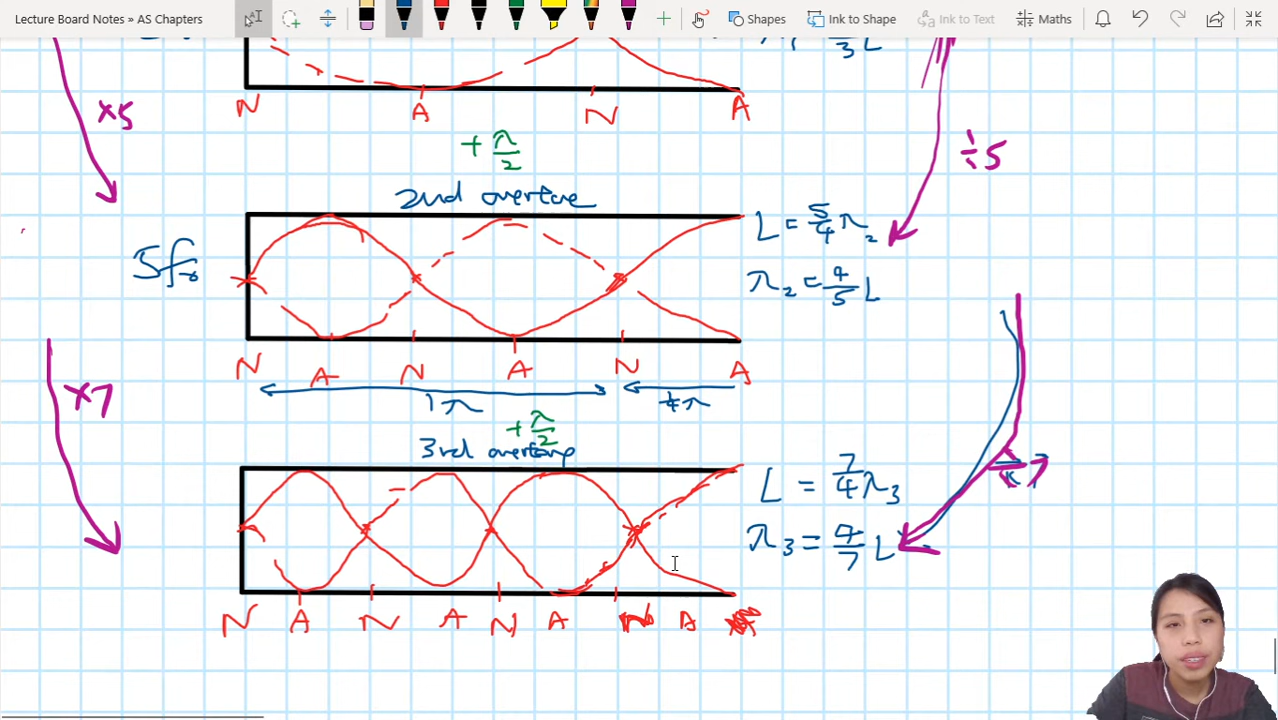 Lecture Board Notes » AS Chapters
Shapes
Ink to Shape
Ink to Text
Maths
3 L
N A N A
×5
+ λ/2
÷5
2nd overtone
L = 5/4 λ₂
5f₀
λ₂ = 4/5 L
N A N A N A
1λ ¼λ
×7
+ λ/2
3rd overtone
L = 7/4 λ₃
7
λ₃ = 4/7 L
N A N A N A N A